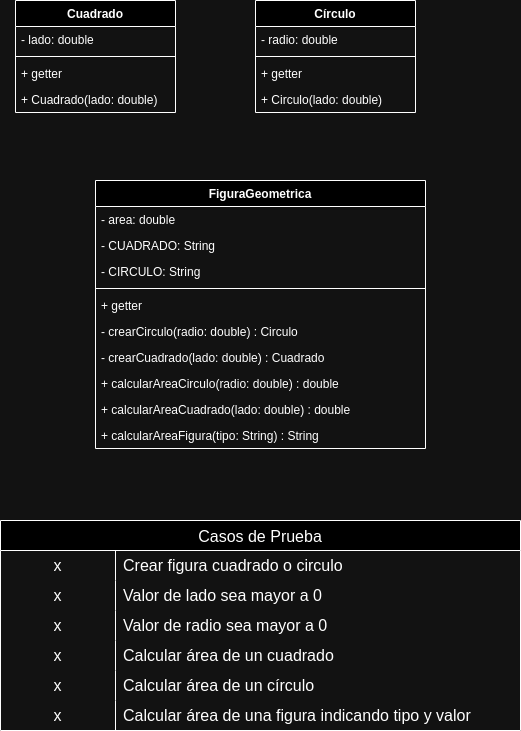 Cuadrado
- lado: double
+ getter
+ Cuadrado(lado: double)
Círculo
- radio: double
+ getter
+ Circulo(lado: double)
FiguraGeometrica
- area: double
- CUADRADO: String
- CIRCULO: String
+ getter
- crearCirculo(radio: double) : Circulo
- crearCuadrado(lado: double) : Cuadrado
+ calcularAreaCirculo(radio: double) : double
+ calcularAreaCuadrado(lado: double) : double
+ calcularAreaFigura(tipo: String) : String
Casos de Prueba
x Crear figura cuadrado o circulo
x Valor de lado sea mayor a 0
x Valor de radio sea mayor a 0
x Calcular área de un cuadrado
x Calcular área de un círculo
x Calcular área de una figura indicando tipo y valor